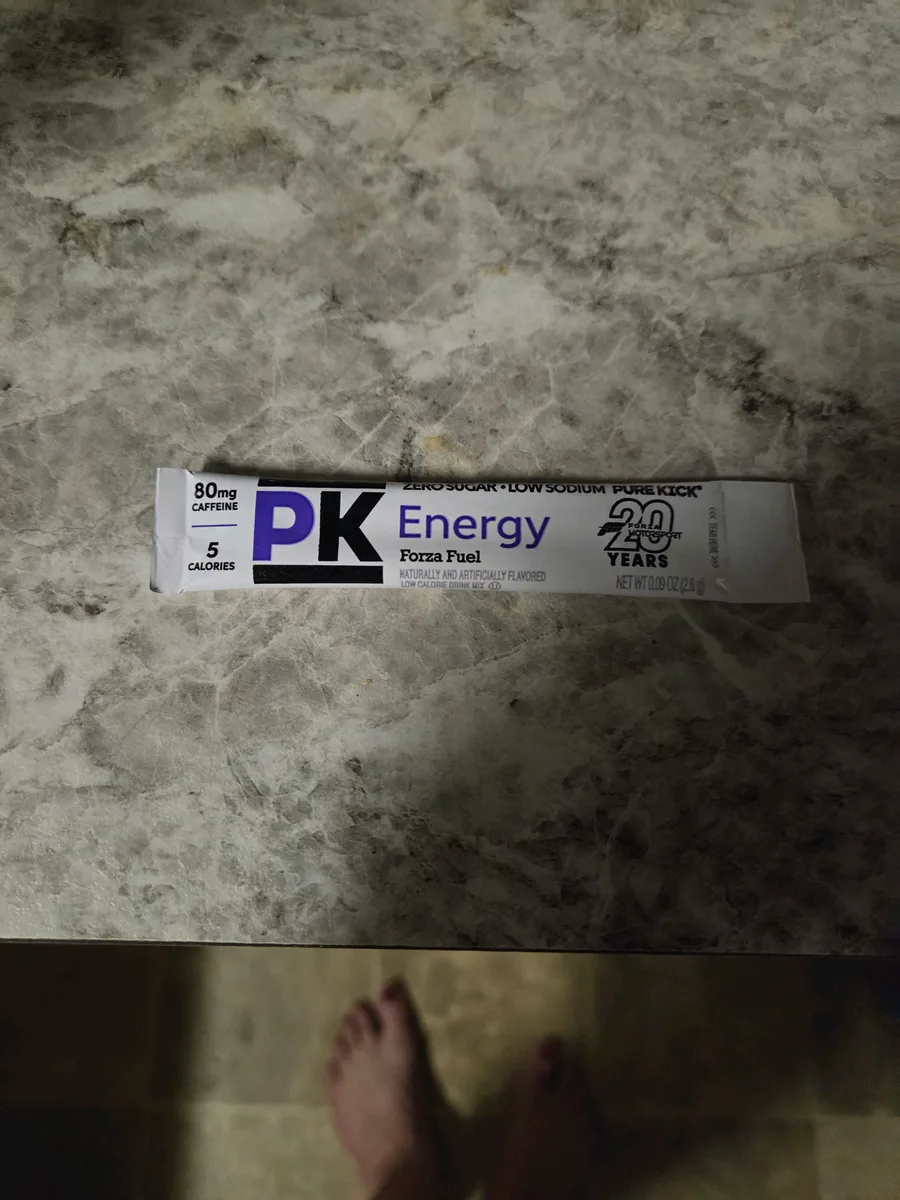 80mg
CAFFEINE
5
CALORIES
PK
ZERO SUGAR • LOW SODIUM PURE KICK®
Energy
Forza Fuel
NATURALLY AND ARTIFICIALLY FLAVORED
LOW CALORIE DRINK MIX
20
FORZA
MOTORSPORT
YEARS
NET WT 0.09 OZ (2.6 g)
<<< TEAR HERE >>>